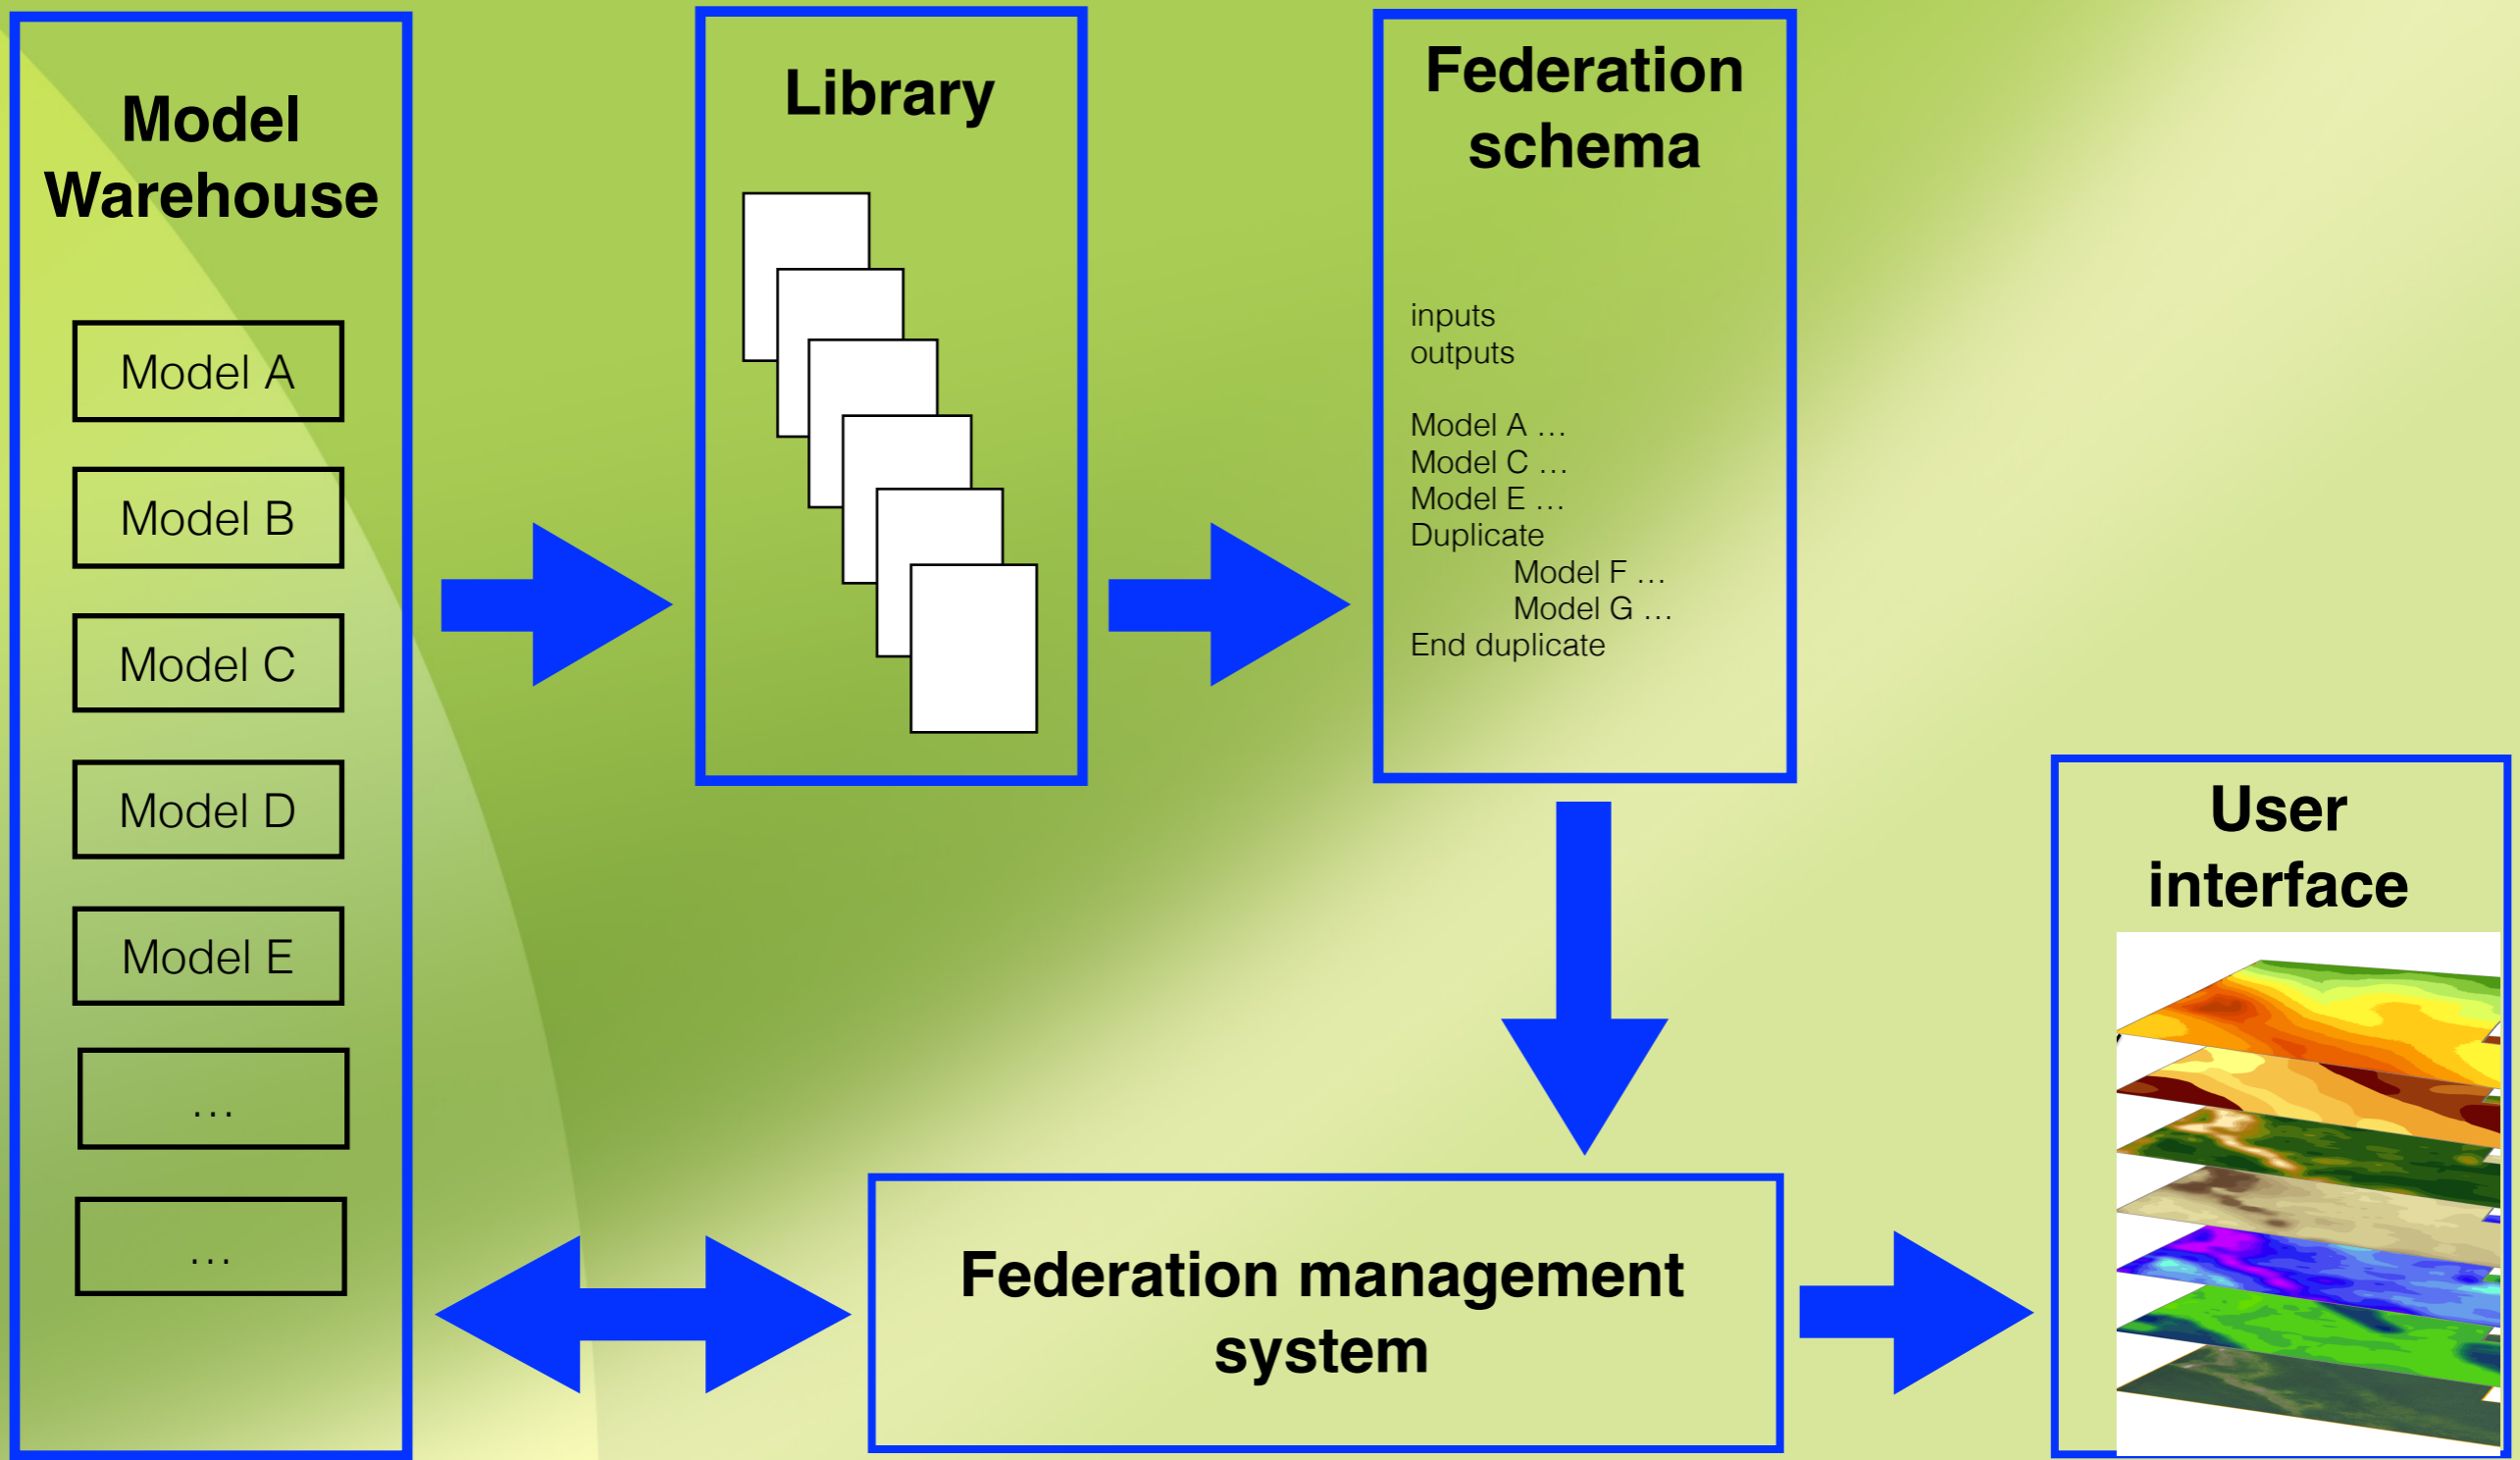 Model
Warehouse
Model A
Model B
Model C
Model D
Model E
...
...
Library
Federation
schema
inputs
outputs
Model A ...
Model C ...
Model E ...
Duplicate
Model F ...
Model G ...
End duplicate
Federation management
system
User
interface